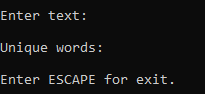 Enter text:
Unique words:
Enter ESCAPE for exit.